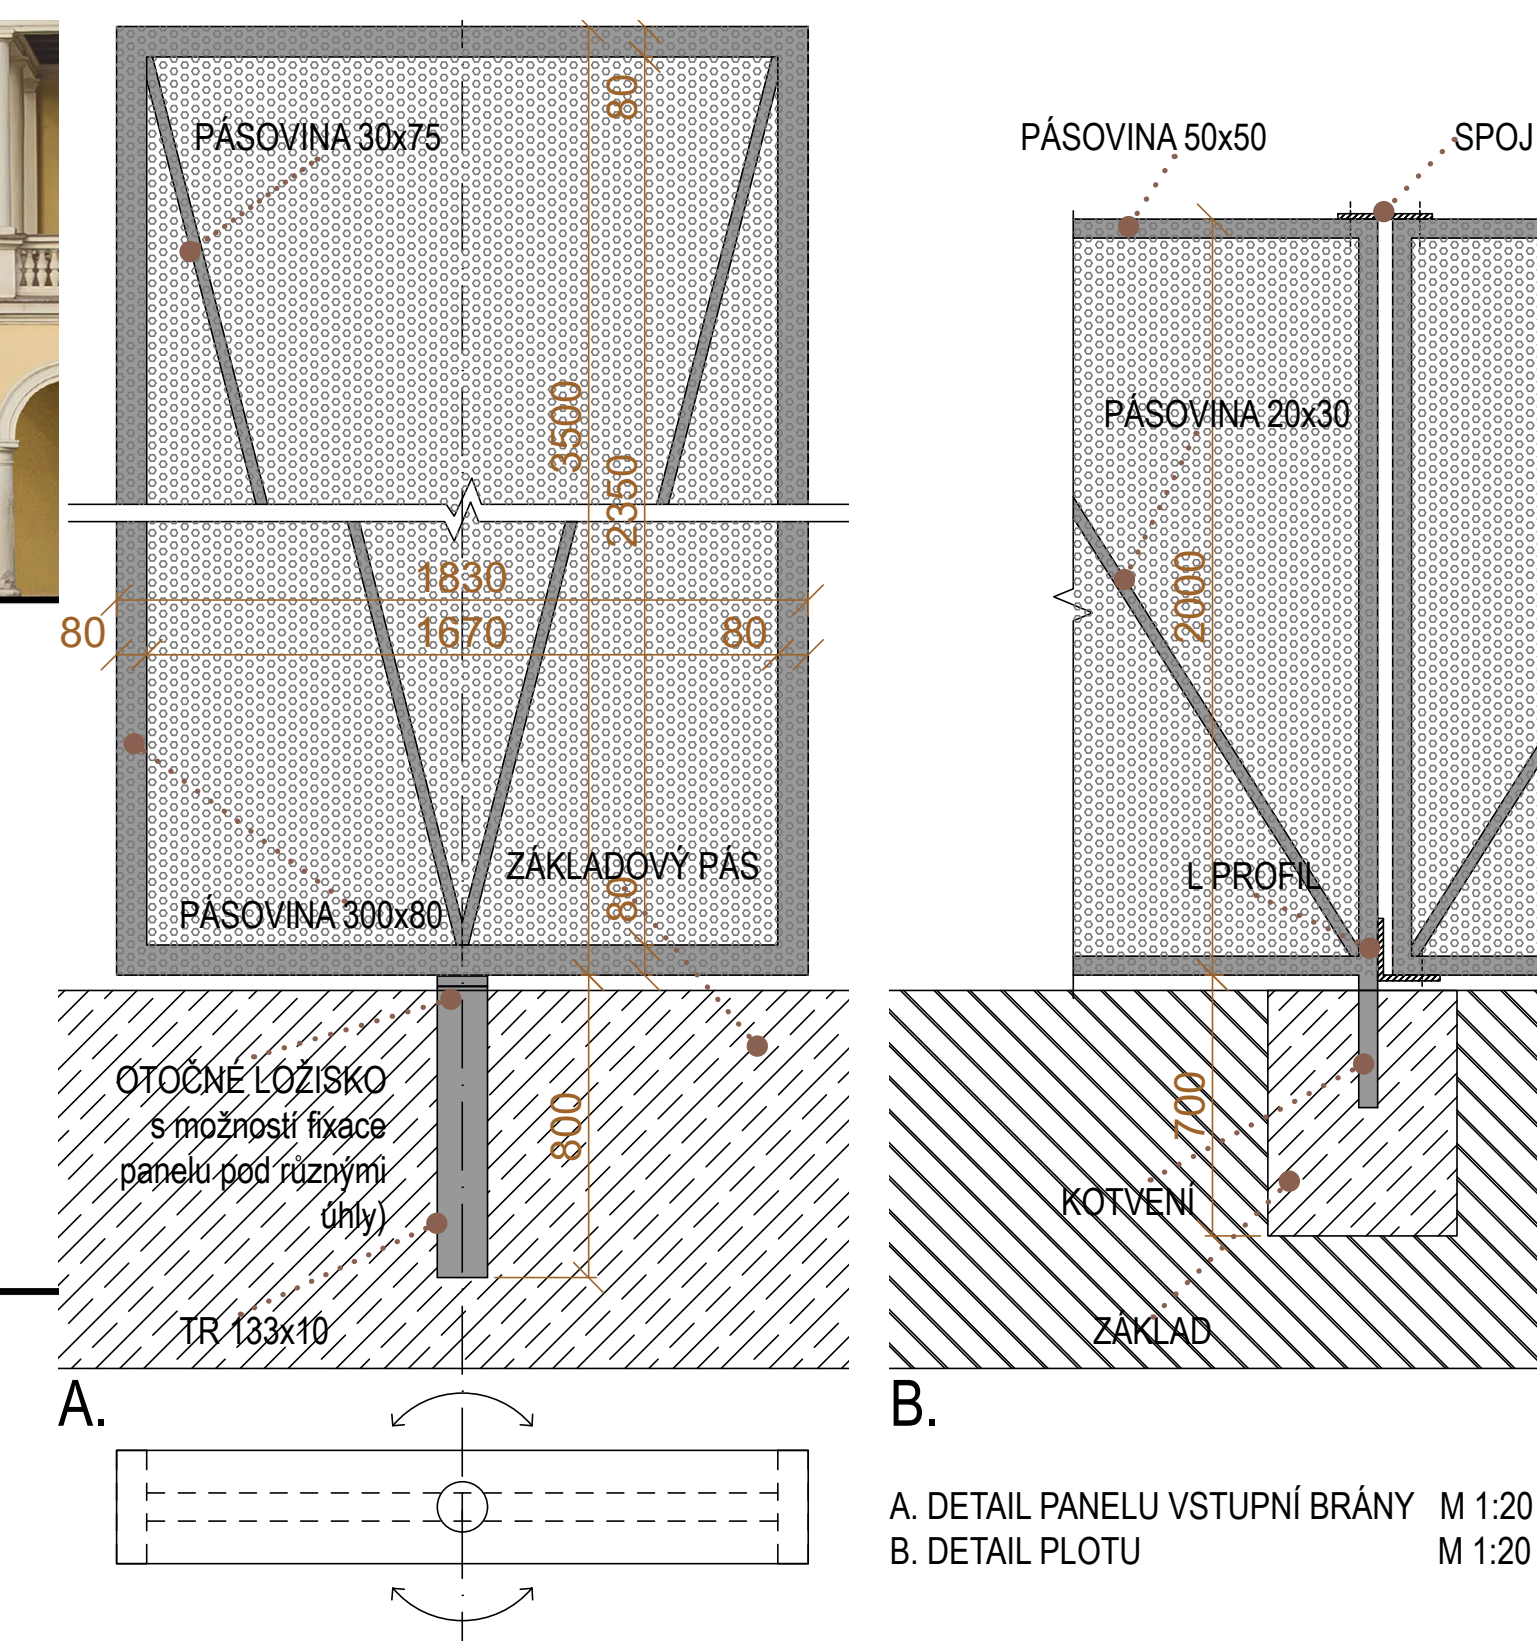 80
PÁSOVINA 30x75
3500
2350
1830
80
1670
80
ZÁKLADOVÝ PÁS
80
PÁSOVINA 300x80
OTOČNÉ LOŽISKO
s možností fixace
panelu pod různými
úhly)
800
TR 133x10
A.
PÁSOVINA 50x50
SPOJ
PÁSOVINA 20x30
2000
L PROFIL
700
KOTVENÍ
ZÁKLAD
B.
A. DETAIL PANELU VSTUPNÍ BRÁNY M 1:20
B. DETAIL PLOTU M 1:20